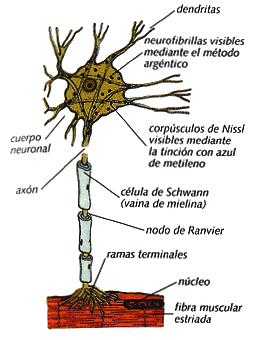 dendritas
neurofibrillas visibles
mediante el método
argéntico
corpúsculos de Nissl
visibles mediante
la tinción con azul
de metileno
cuerpo
neuronal
axón
célula de Schwann
(vaina de mielina)
nodo de Ranvier
ramas terminales
núcleo
fibra muscular
estriada